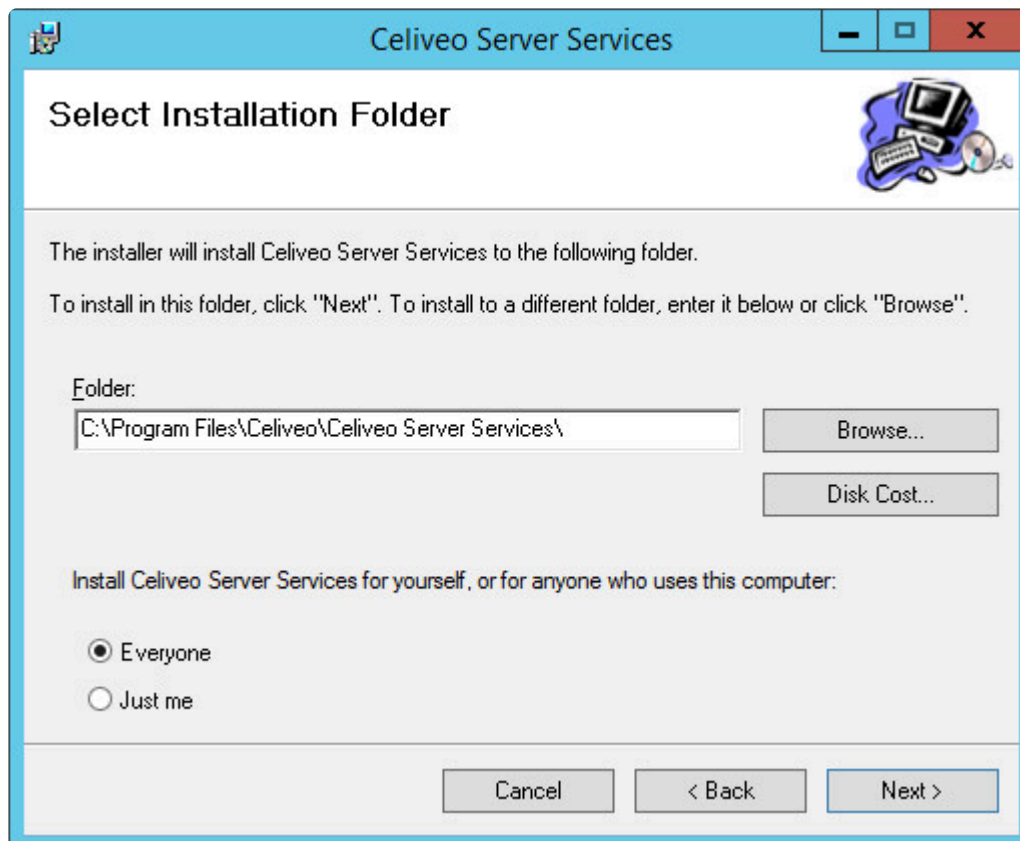 Celiveo Server Services
Select Installation Folder
The installer will install Celiveo Server Services to the following folder.
To install in this folder, click "Next". To install to a different folder, enter it below or click "Browse".
Folder:
C:\Program Files\Celiveo\Celiveo Server Services\
Browse...
Disk Cost...
Install Celiveo Server Services for yourself, or for anyone who uses this computer:
Everyone
Just me
Cancel
< Back
Next >